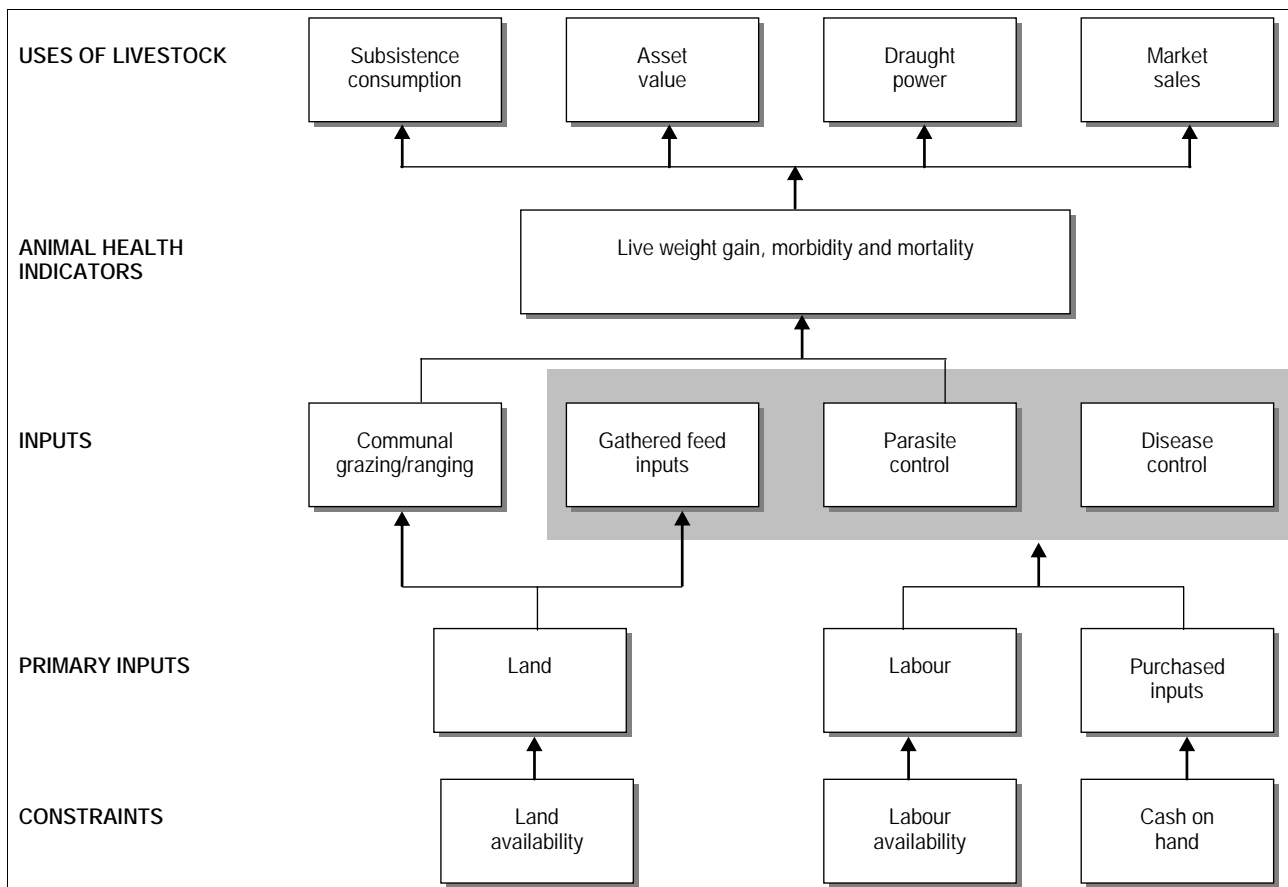 USES OF LIVESTOCK
Subsistence
consumption
Asset
value
Draught
power
Market
sales
ANIMAL HEALTH
INDICATORS
Live weight gain, morbidity and mortality
INPUTS
Communal
grazing/ranging
Gathered feed
inputs
Parasite
control
Disease
control
PRIMARY INPUTS
Land
Labour
Purchased
inputs
CONSTRAINTS
Land
availability
Labour
availability
Cash on
hand